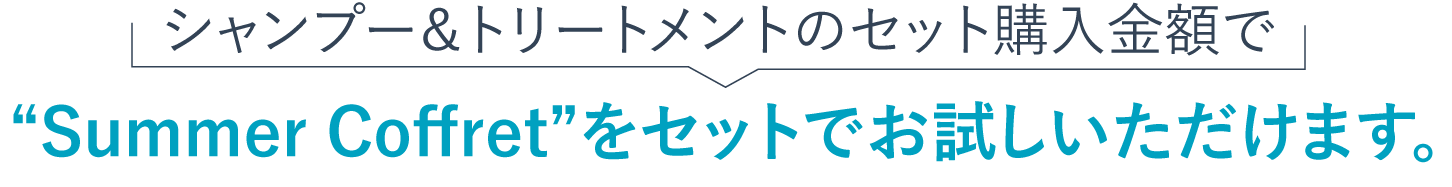 シャンプー&トリートメントのセット購入金額で
“Summer Coffret”をセットでお試しいただけます。